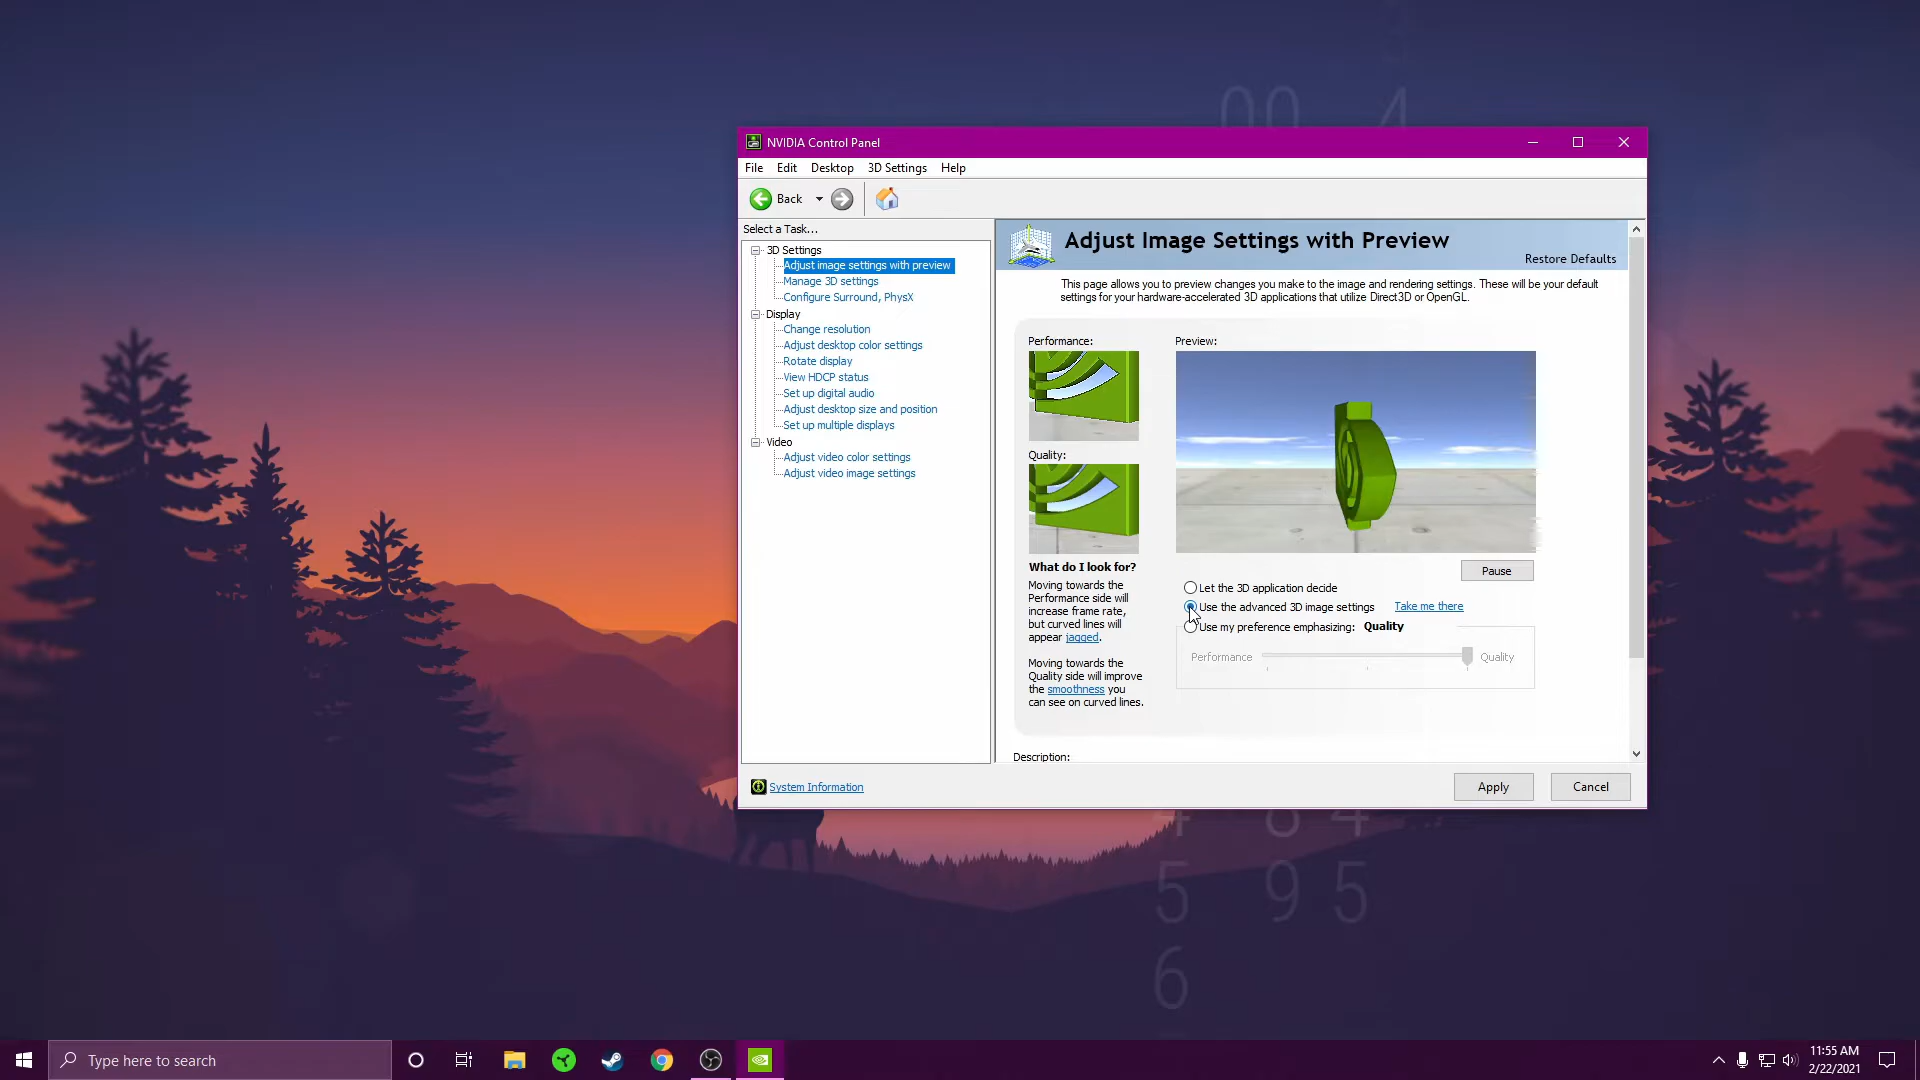 00 4
NVIDIA Control Panel
File Edit Desktop 3D Settings Help
Back
Select a Task...
3D Settings
Adjust image settings with preview
Manage 3D settings
Configure Surround, PhysX
Display
Change resolution
Adjust desktop color settings
Rotate display
View HDCP status
Set up digital audio
Adjust desktop size and position
Set up multiple displays
Video
Adjust video color settings
Adjust video image settings
System Information
Adjust Image Settings with Preview
Restore Defaults
This page allows you to preview changes you make to the image and rendering settings. These will be your default
settings for your hardware-accelerated 3D applications that utilize Direct3D or OpenGL.
Performance:
Quality:
What do I look for?
Moving towards the
Performance side will
increase frame rate,
but curved lines will
appear jagged.
Moving towards the
Quality side will improve
the smoothness you
can see on curved lines.
Preview:
Pause
Let the 3D application decide
Use the advanced 3D image settings Take me there
Use my preference emphasizing: Quality
Performance Quality
Description:
Apply Cancel
5 9 5
6
Type here to search
11:55 AM
2/22/2021